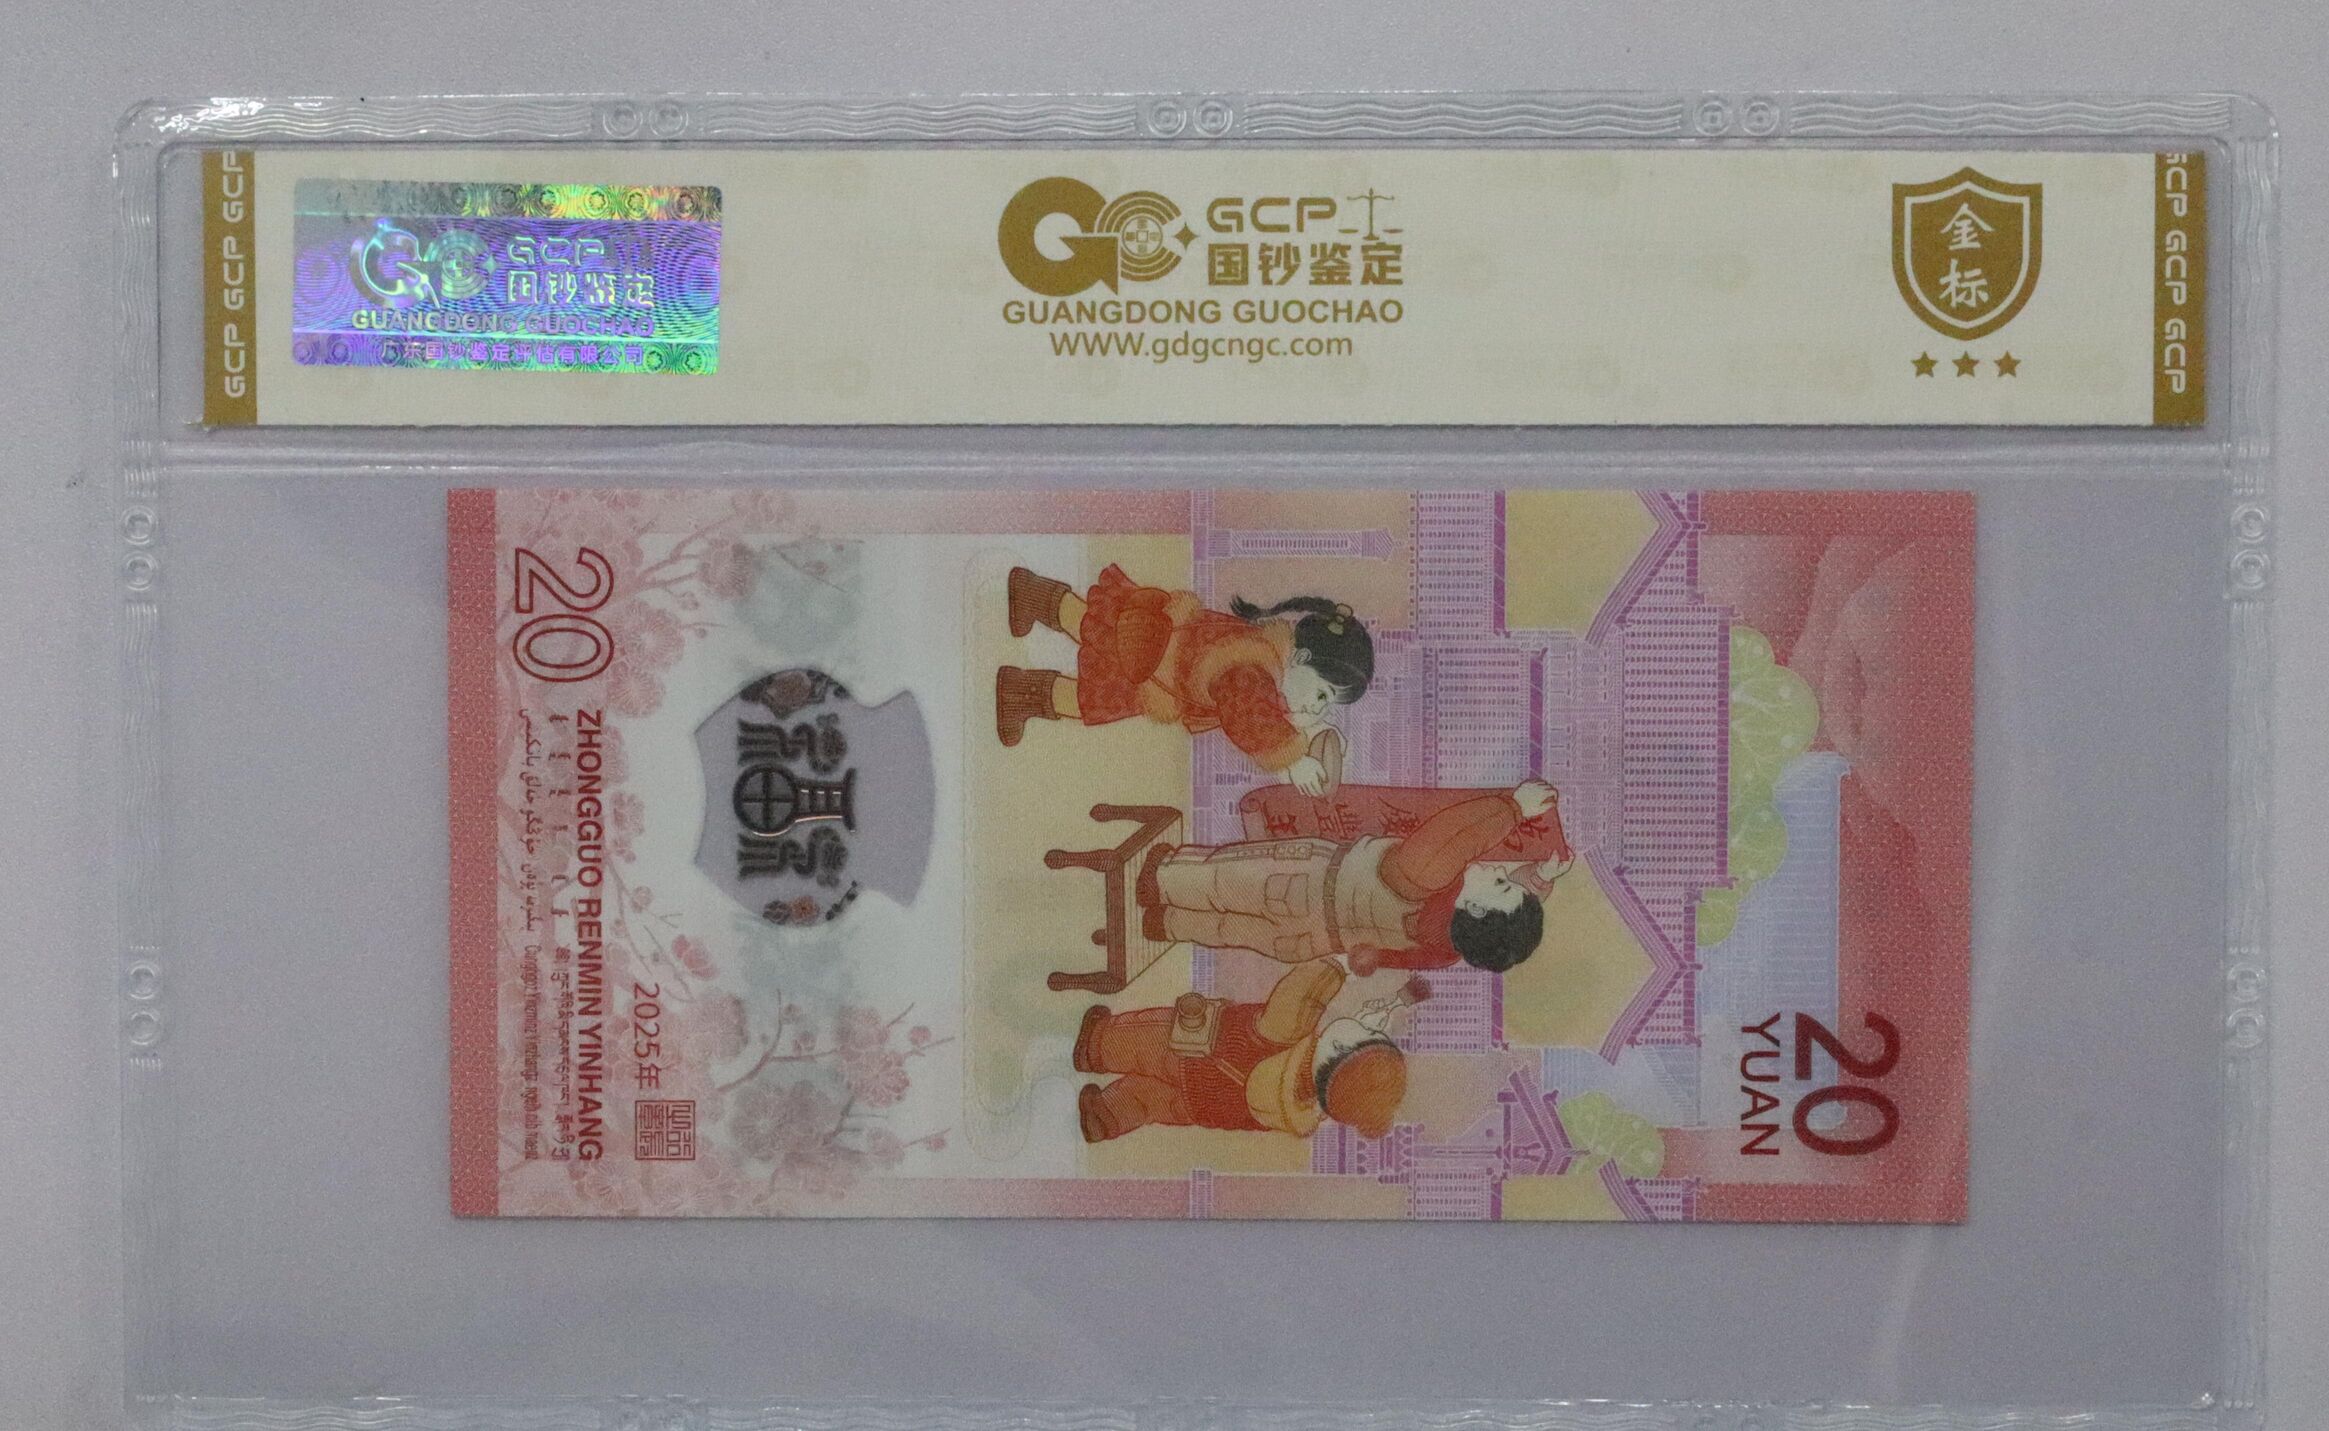 GCP GCP GCP
GCP
国钞鉴定
GUANGDONG GUOCHAO
广东国钞鉴定评估有限公司
GCP
国钞鉴定
GUANGDONG GUOCHAO
www.gdgcngc.com
金标
GCP GCP GCP
20
YUAN
2025年
20
ZHONGGUO RENMIN YINHANG